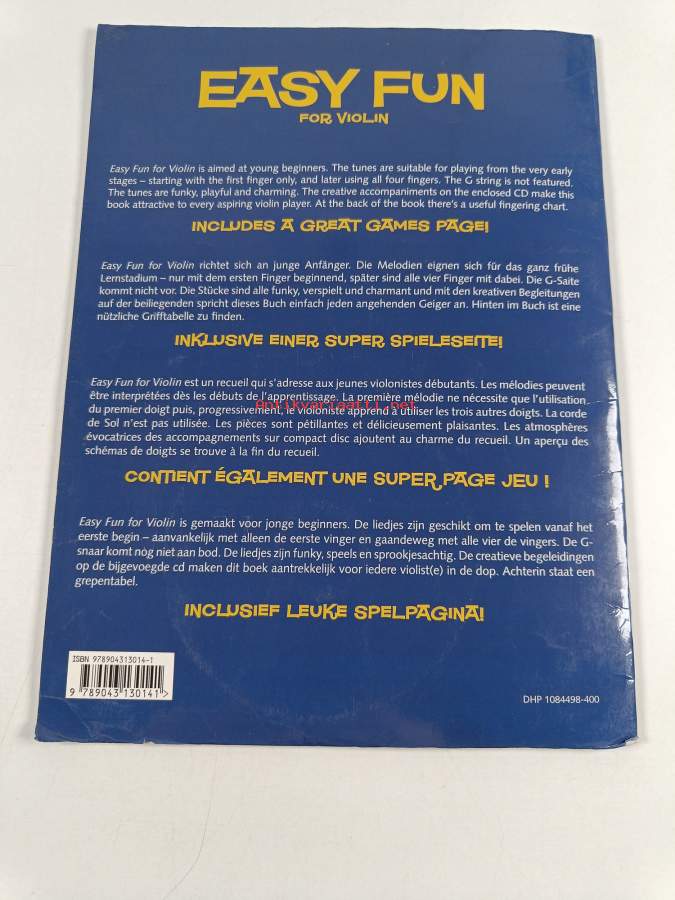 EASY FUN
FOR VIOLIN
Easy Fun for Violin is aimed at young beginners. The tunes are suitable for playing from the very early
stages – starting with the first finger only, and later using all four fingers. The G string is not featured.
The tunes are funky, playful and charming. The creative accompaniments on the enclosed CD make this
book attractive to every aspiring violin player. At the back of the book there's a useful fingering chart.
INCLUDES A GREAT GAMES PAGE!
Easy Fun for Violin richtet sich an junge Anfänger. Die Melodien eignen sich für das ganz frühe
Lernstadium – nur mit dem ersten Finger beginnend, später sind alle vier Finger mit dabei. Die G-Saite
kommt nicht vor. Die Stücke sind alle funky, verspielt und charmant und mit den kreativen Begleitungen
auf der beiliegenden spricht dieses Buch einfach jeden angehenden Geiger an. Hinten im Buch ist eine
nützliche Grifftabelle zu finden.
INKLUSIVE EINER SUPER SPIELESEITE!
Easy Fun for Violin est un recueil qui s'adresse aux jeunes violonistes débutants. Les mélodies peuvent
être interprétées dès les débuts de l'apprentissage. La première mélodie ne nécessite que l'utilisation
antikvariaatti.net
du premier doigt puis, progressivement, le violoniste apprend à utiliser les trois autres doigts. La corde
de Sol n'est pas utilisée. Les pièces sont pétillantes et délicieusement plaisantes. Les atmosphères
évocatrices des accompagnements sur compact disc ajoutent au charme du recueil. Un aperçu des
schémas de doigts se trouve à la fin du recueil.
CONTIENT ÉGALEMENT UNE SUPER PAGE JEU !
Easy Fun for Violin is gemaakt voor jonge beginners. De liedjes zijn geschikt om te spelen vanaf het
eerste begin – aanvankelijk met alleen de eerste vinger en gaandeweg met alle vier de vingers. De G-
snaar komt nog niet aan bod. De liedjes zijn funky, speels en sprookjesachtig. De creatieve begeleidingen
op de bijgevoegde cd maken dit boek aantrekkelijk voor iedere violist(e) in de dop. Achterin staat een
grepentabel.
INCLUSIEF LEUKE SPELPAGINA!
ISBN 978904313014-1
9 789043 130141 >
DHP 1084498-400